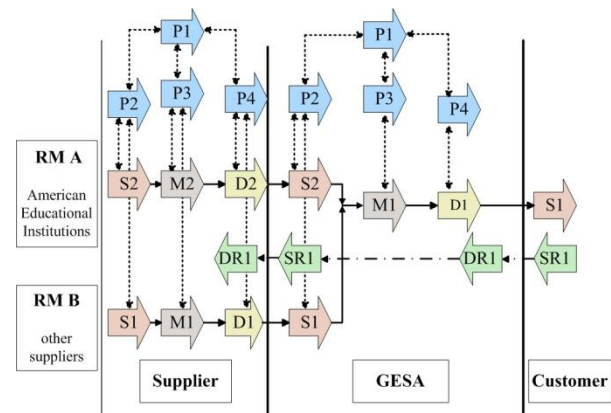 P1 P1
P2 P3 P4 P2 P3 P4
RM A
American
Educational
Institutions
S2 M2 D2 S2 M1 D1 S1
DR1 SR1 DR1 SR1
RM B
other
suppliers
S1 M1 D1 S1
Supplier GESA Customer